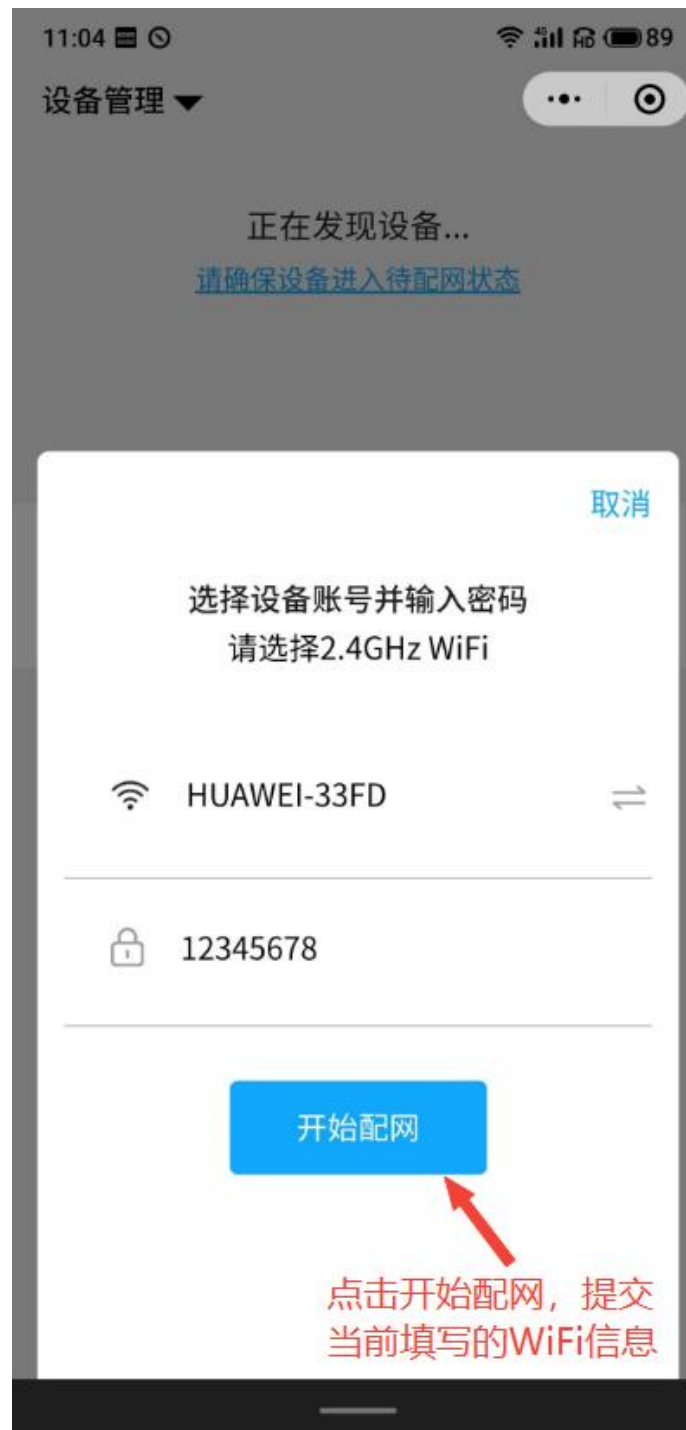 11:04
4G HD 89
设备管理
正在发现设备...
请确保设备进入待配网状态
取消
选择设备账号并输入密码
请选择2.4GHz WiFi
HUAWEI-33FD
12345678
开始配网
点击开始配网，提交
当前填写的WiFi信息